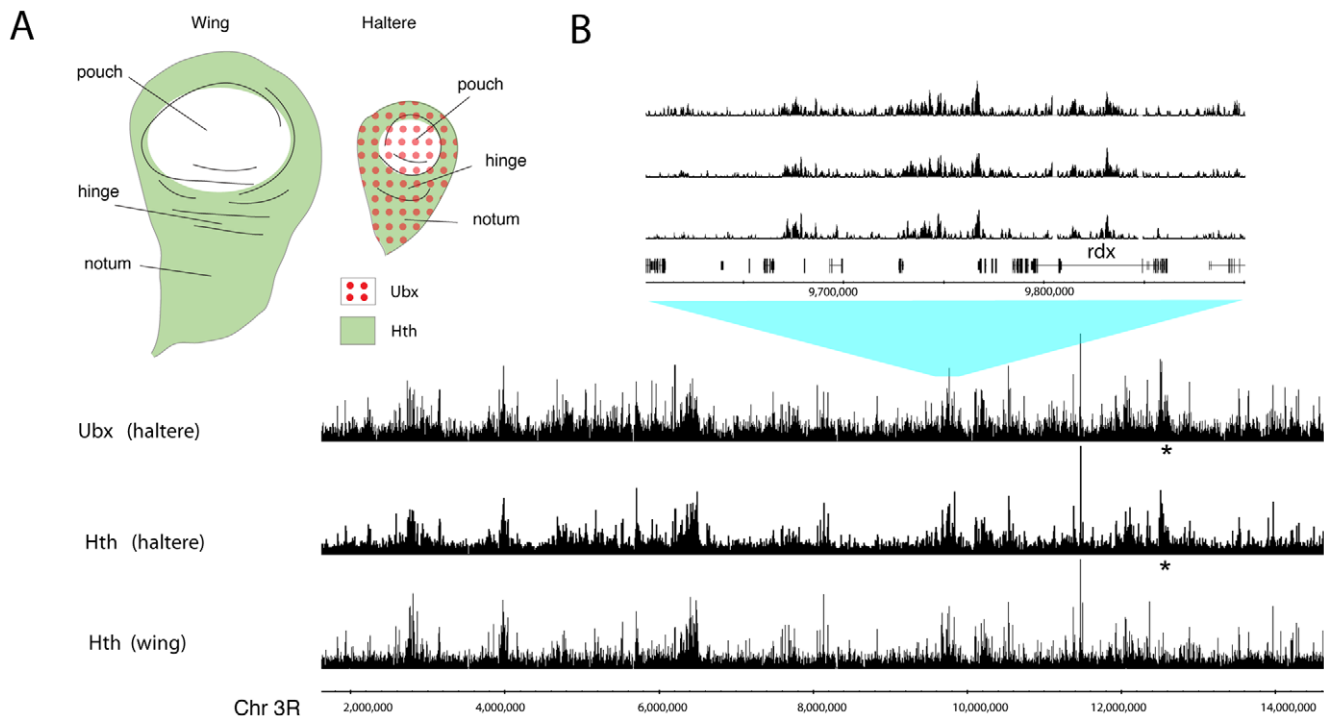 A
Wing
Haltere
B
pouch
pouch
hinge
hinge
notum
notum
Ubx
Hth
rdx
9,700,000 9,800,000
Ubx (haltere)
*
Hth (haltere)
*
Hth (wing)
Chr 3R 2,000,000 4,000,000 6,000,000 8,000,000 10,000,000 12,000,000 14,000,000